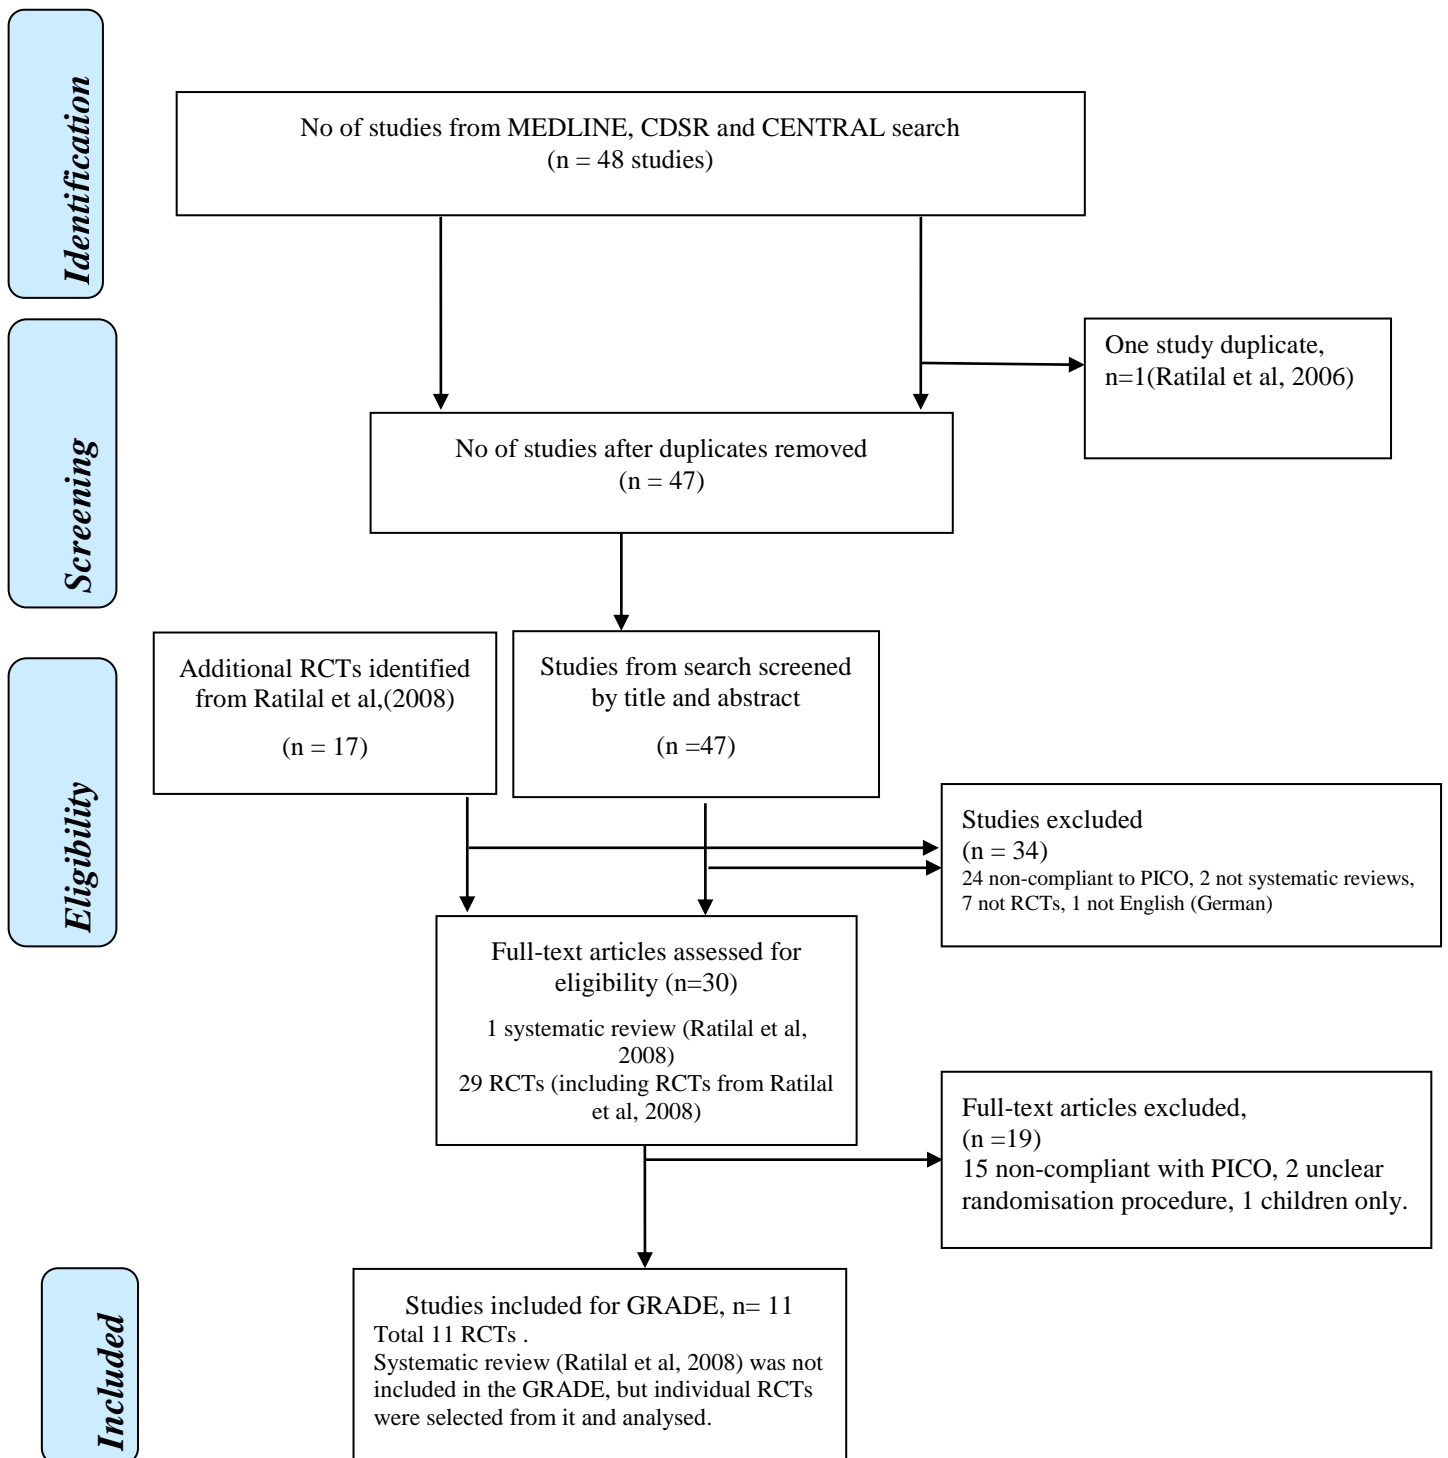 Identification
No of studies from MEDLINE, CDSR and CENTRAL search
(n = 48 studies)
Screening
One study duplicate,
n=1(Ratilal et al, 2006)
No of studies after duplicates removed
(n = 47)
Eligibility
Additional RCTs identified
from Ratilal et al,(2008)
(n = 17)
Studies from search screened
by title and abstract
(n =47)
Studies excluded
(n = 34)
24 non-compliant to PICO, 2 not systematic reviews,
7 not RCTs, 1 not English (German)
Full-text articles assessed for
eligibility (n=30)
1 systematic review (Ratilal et al,
2008)
29 RCTs (including RCTs from Ratilal
et al, 2008)
Full-text articles excluded,
(n =19)
15 non-compliant with PICO, 2 unclear
randomisation procedure, 1 children only.
Included
Studies included for GRADE, n= 11
Total 11 RCTs .
Systematic review (Ratilal et al, 2008) was not
included in the GRADE, but individual RCTs
were selected from it and analysed.